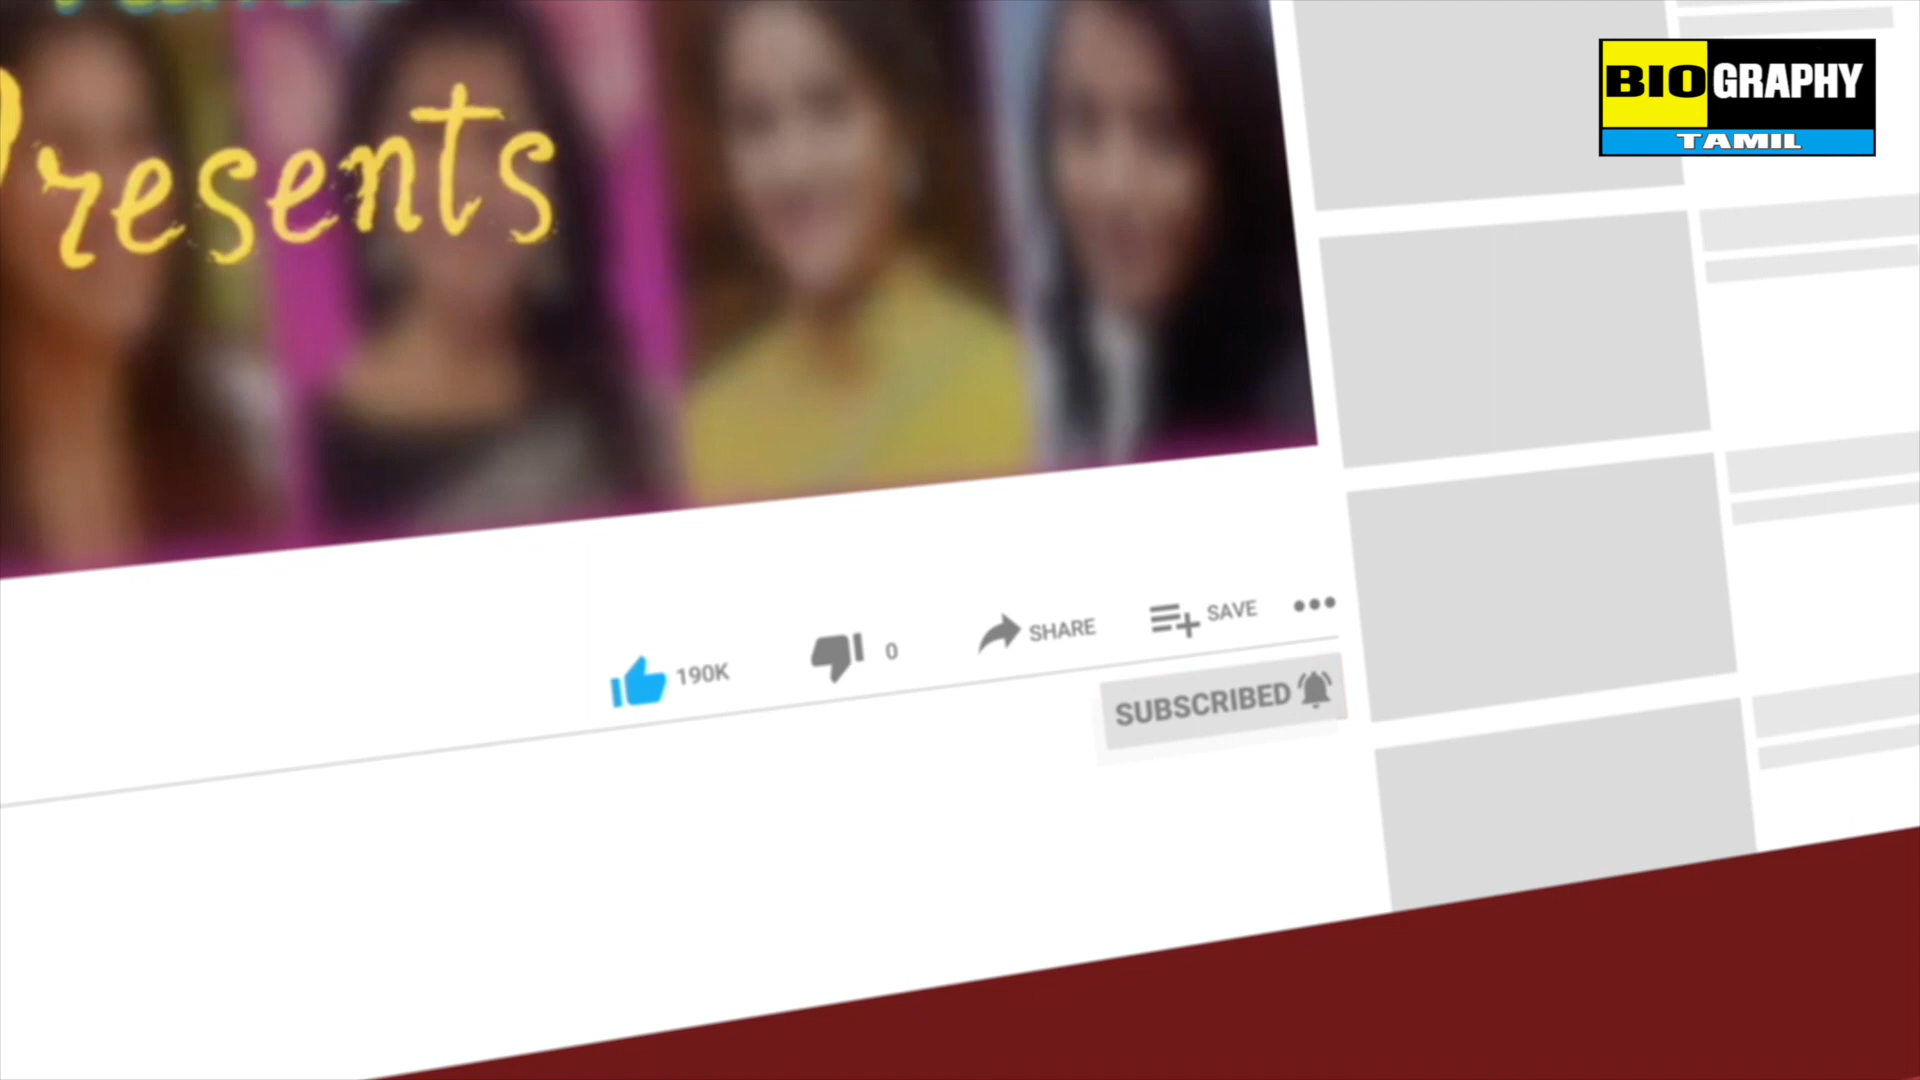 Presents
BIOGRAPHY
TAMIL
190K
0
SHARE
SAVE
SUBSCRIBED